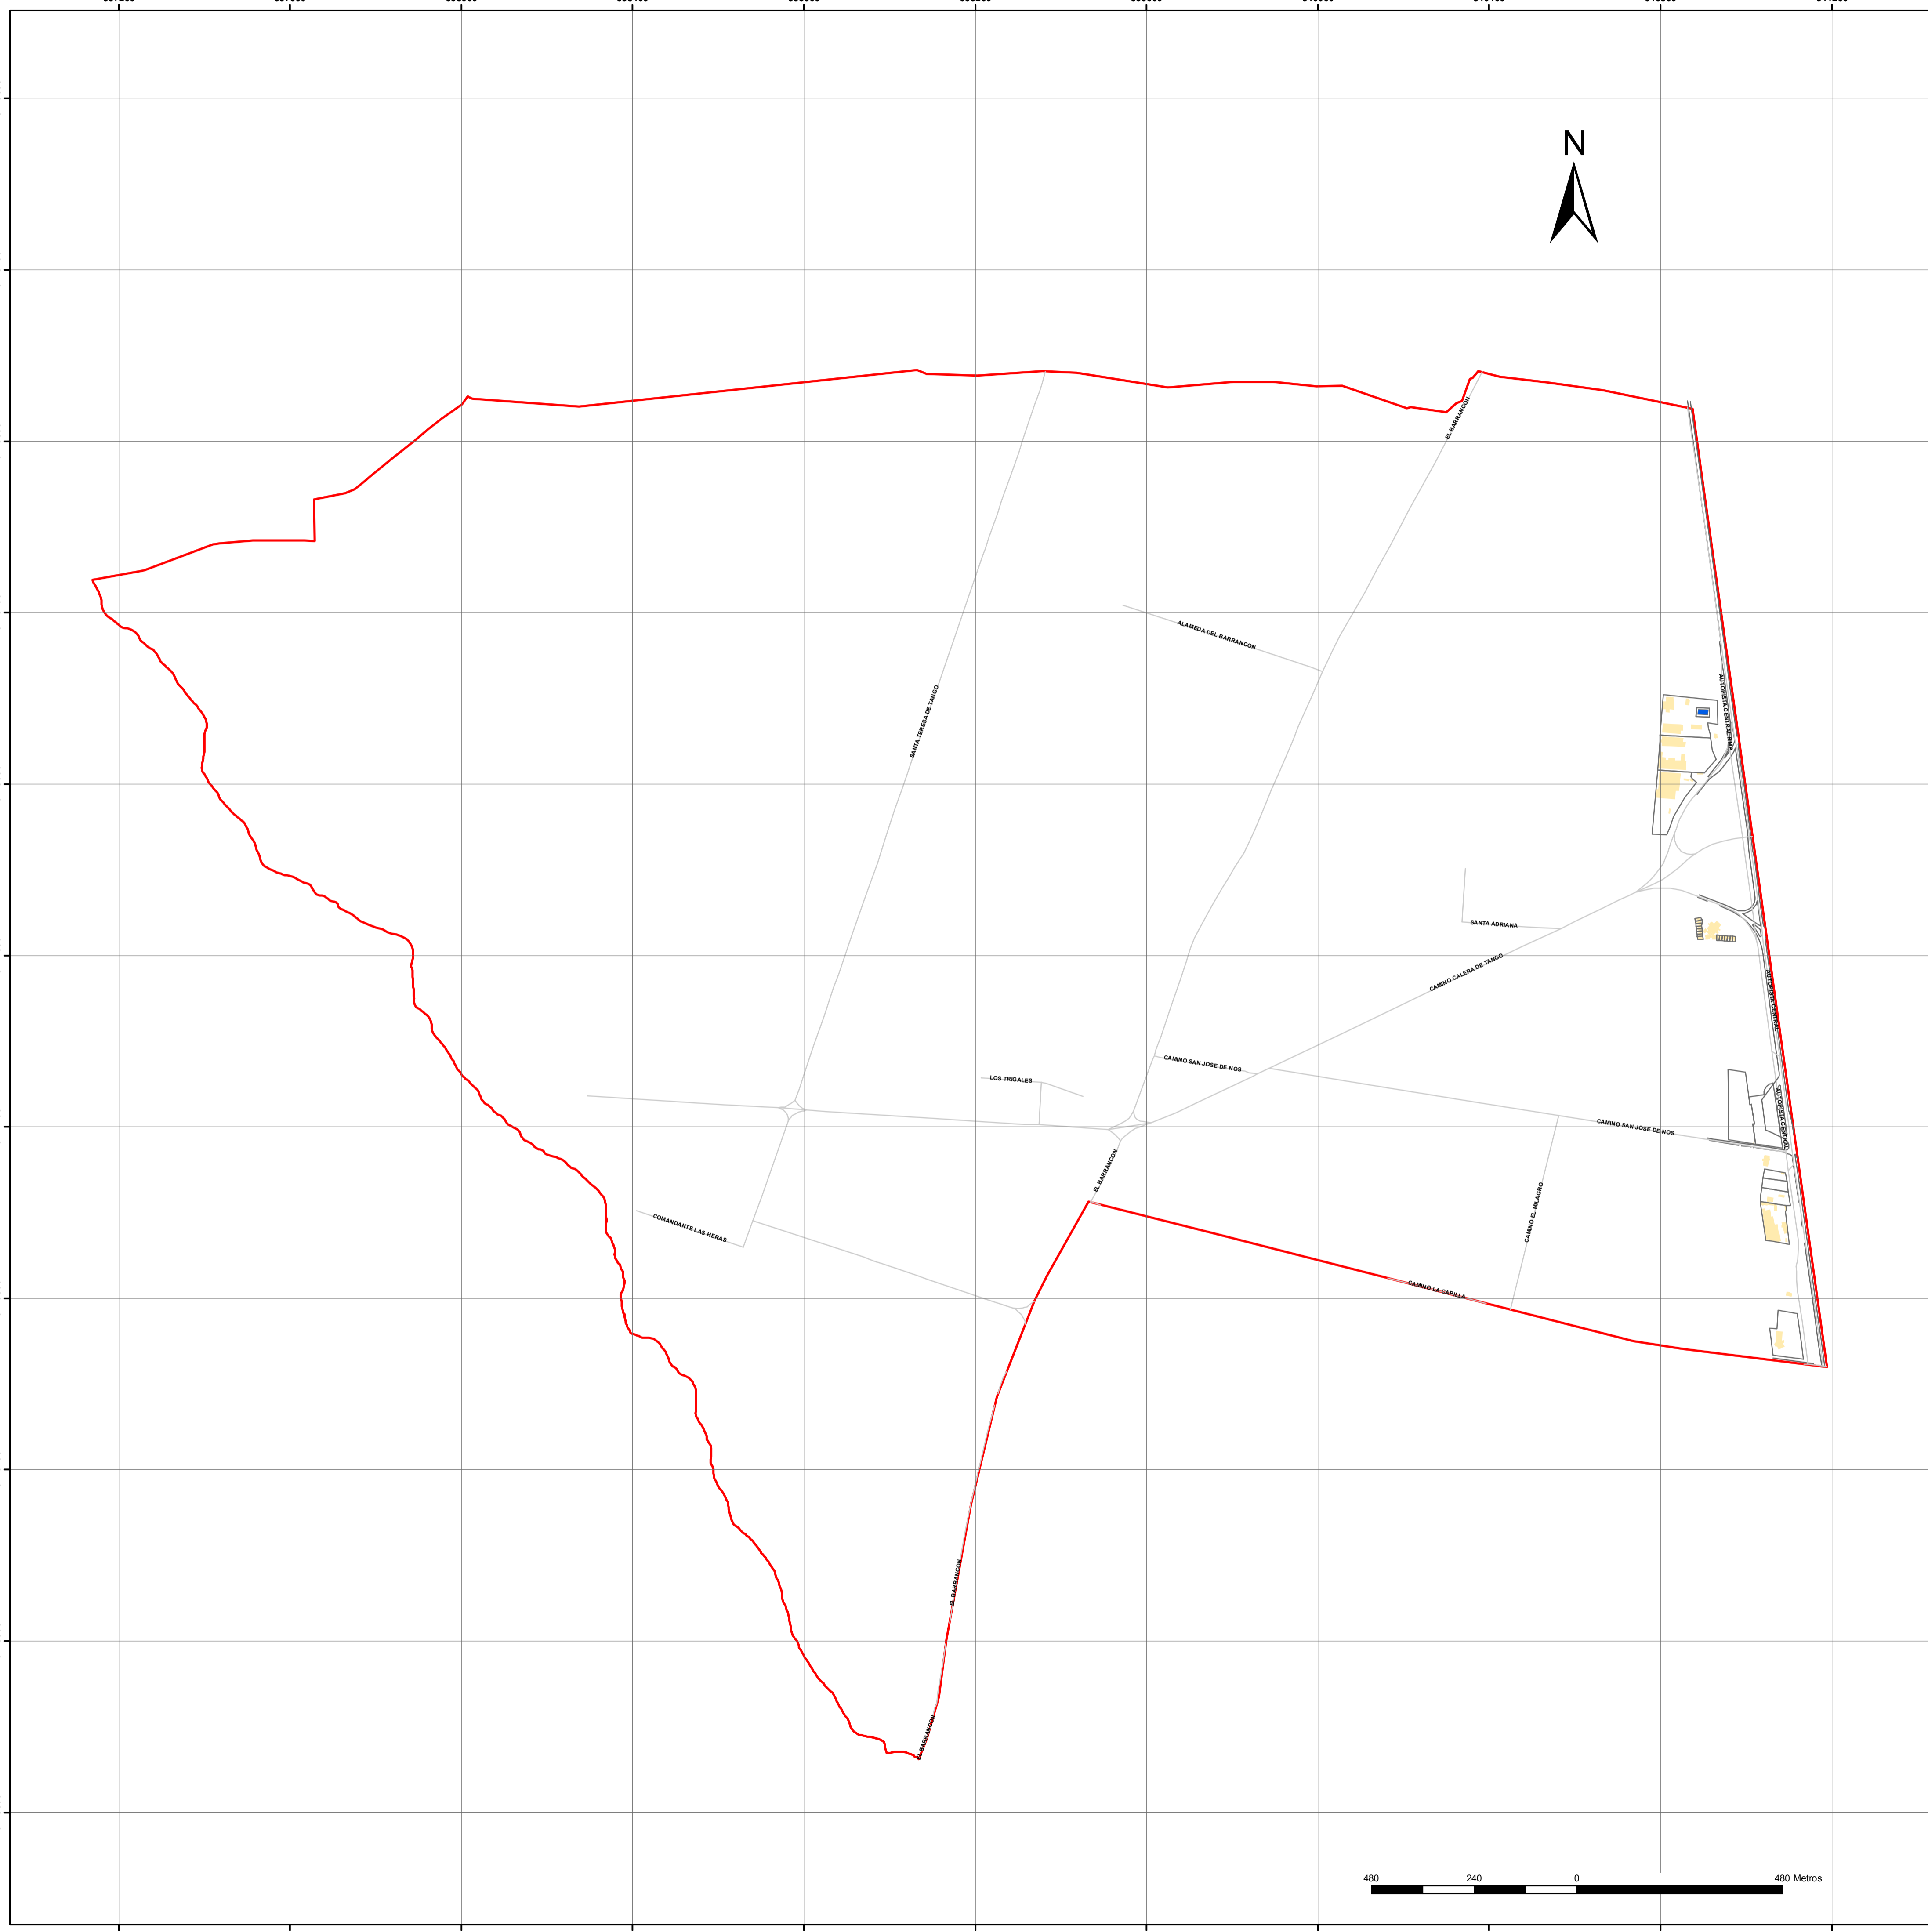 N
EL BARRANCON
ALAMEDA DEL BARRANCON
SANTA TERESA DE TANGO
AUTOPISTA CENTRAL
SANTA ADRIANA
CAMINO CALERA DE TANGO
AUTOPISTA CENTRAL
CAMINO SAN JOSE DE NOS
LOS TRIGALES
AUTOPISTA CENTRAL
CAMINO SAN JOSE DE NOS
EL BARRANCON
CAMINO EL MILAGRO
COMANDANTE LAS HERAS
CAMINO LA CAPILLA
EL BARRANCON
EL BARRANCON
480 240 0 480 Metros